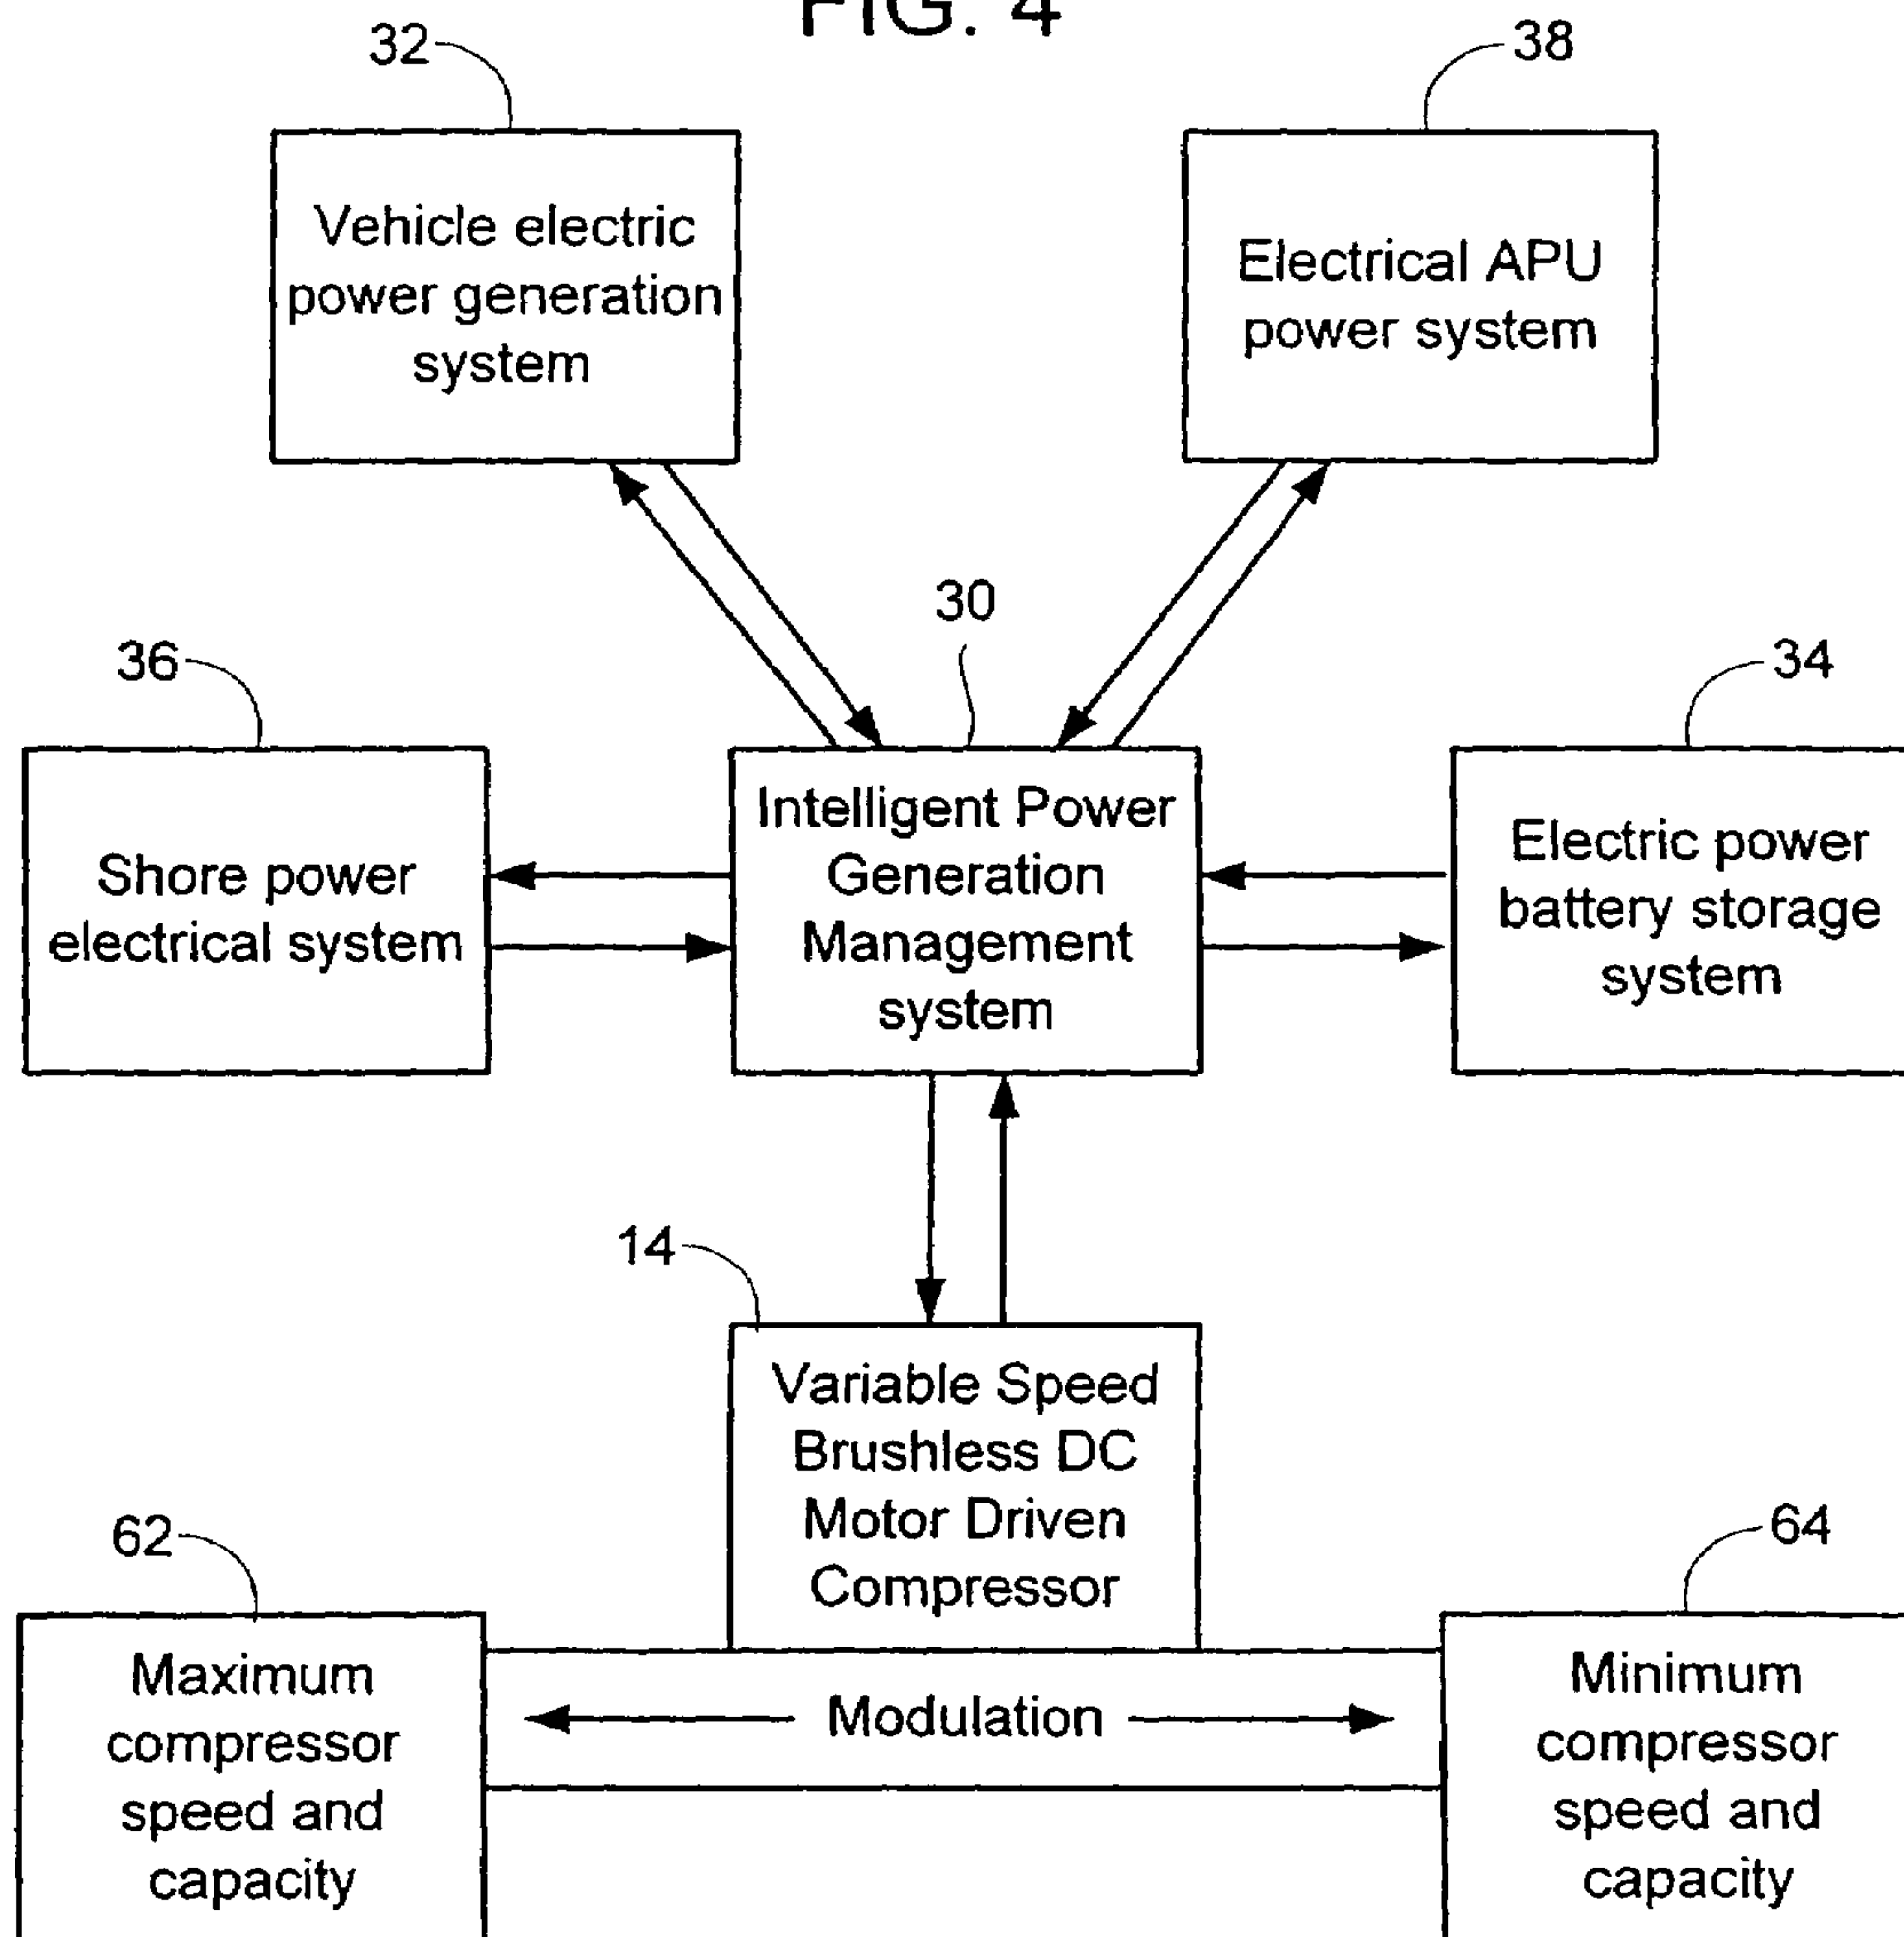 FIG. 4
32
38
Vehicle electric
power generation
system
Electrical APU
power system
30
36
34
Shore power
electrical system
Intelligent Power
Generation
Management
system
Electric power
battery storage
system
14
Variable Speed
Brushless DC
Motor Driven
Compressor
62
64
Maximum
compressor
speed and
capacity
Modulation
Minimum
compressor
speed and
capacity